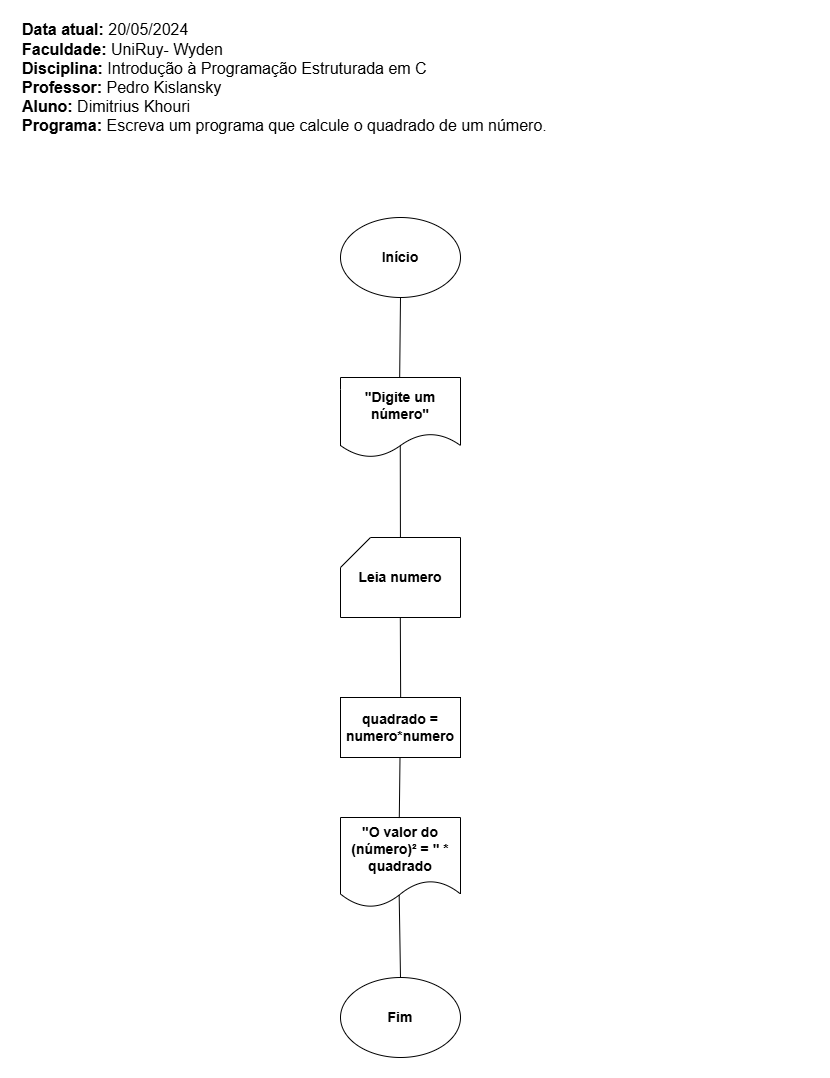 Data atual: 20/05/2024
Faculdade: UniRuy- Wyden
Disciplina: Introdução à Programação Estruturada em C
Professor: Pedro Kislansky
Aluno: Dimitrius Khouri
Programa: Escreva um programa que calcule o quadrado de um número.
Início
"Digite um
número"
Leia numero
quadrado =
numero*numero
"O valor do
(número)² = " *
quadrado
Fim